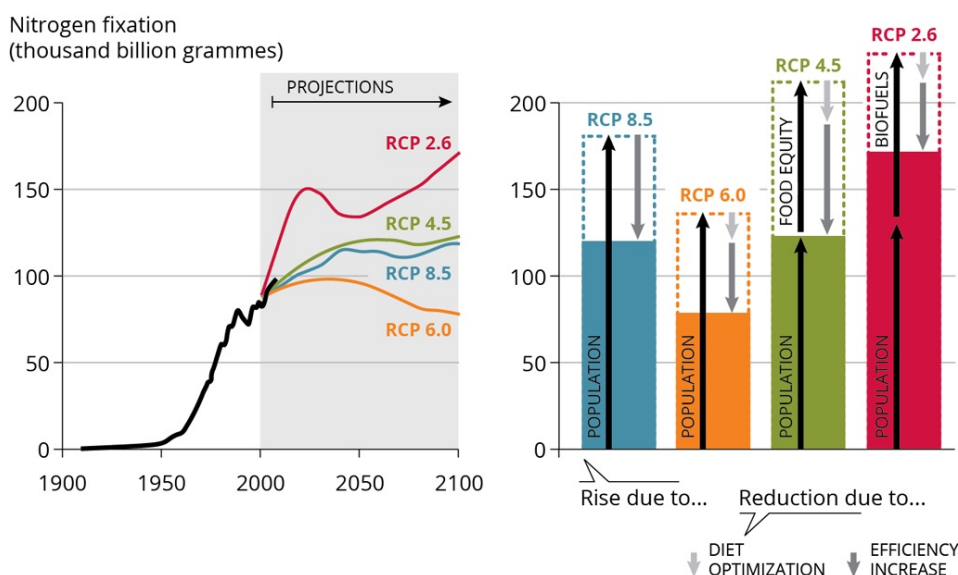 Nitrogen fixation
(thousand billion grammes)
PROJECTIONS
200
150
100
50
0
1900
1950
2000
2050
2100
RCP 2.6
RCP 4.5
RCP 8.5
RCP 6.0
200
150
100
50
0
RCP 8.5
RCP 6.0
RCP 4.5
RCP 2.6
POPULATION
POPULATION
POPULATION
FOOD EQUITY
POPULATION
BIOFUELS
Rise due to...
Reduction due to...
DIET
OPTIMIZATION
EFFICIENCY
INCREASE